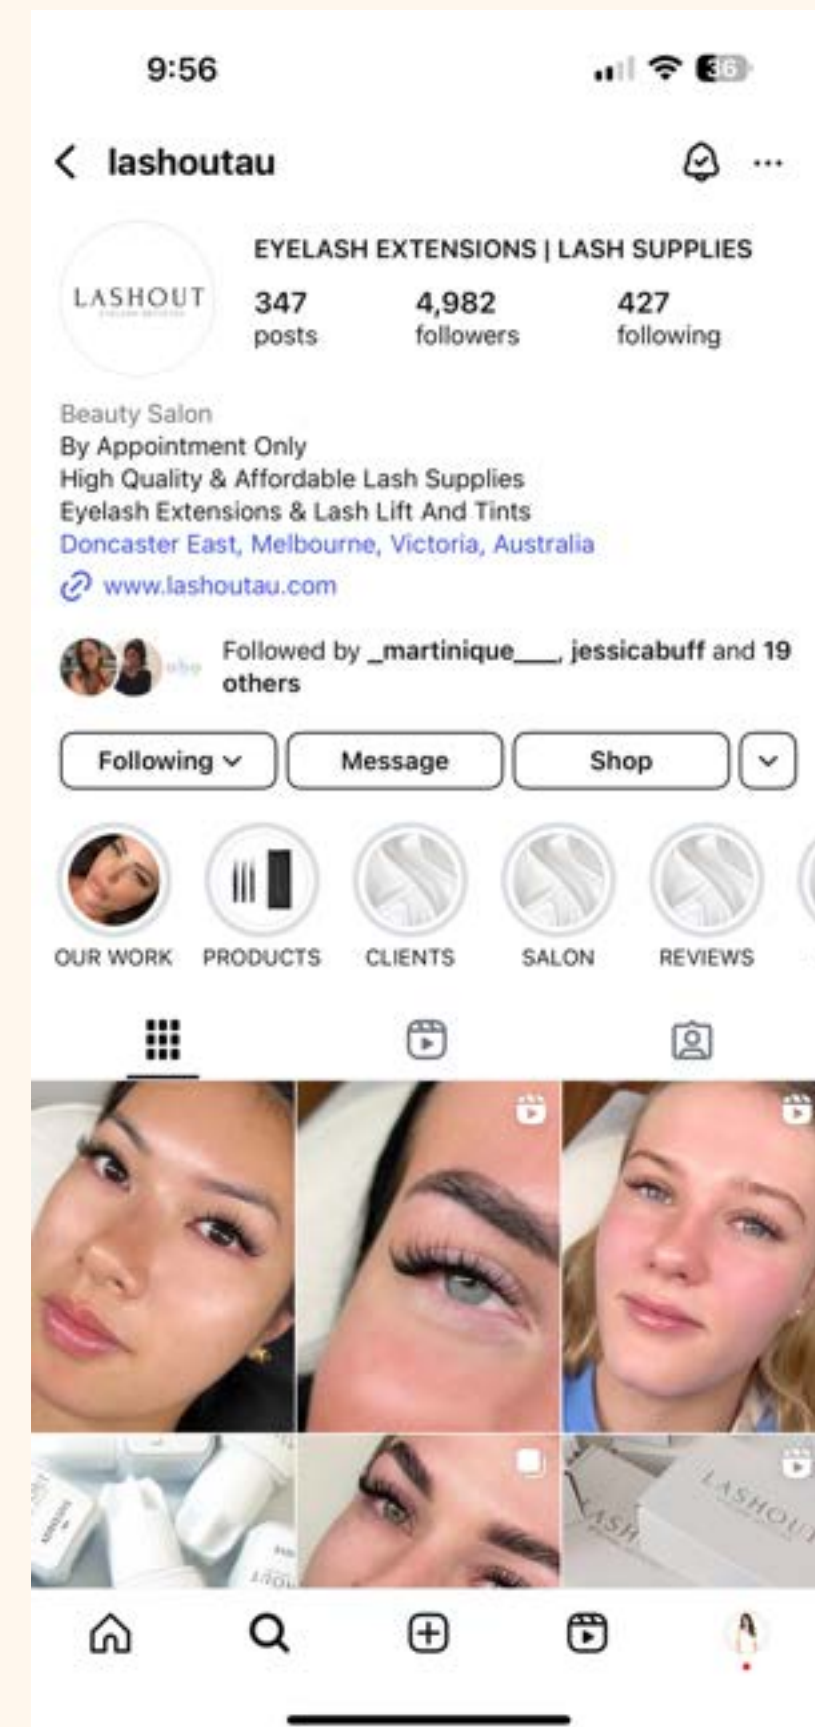 9:56
36
lashoutau
LASHOUT
EYELASH EXTENSIONS | LASH SUPPLIES
347 4,982 427
posts followers following
Beauty Salon
By Appointment Only
High Quality & Affordable Lash Supplies
Eyelash Extensions & Lash Lift And Tints
Doncaster East, Melbourne, Victoria, Australia
www.lashoutau.com
Followed by _martinique___, jessicabuff and 19
others
Following Message Shop
OUR WORK PRODUCTS CLIENTS SALON REVIEWS
LASHOUT
LASH